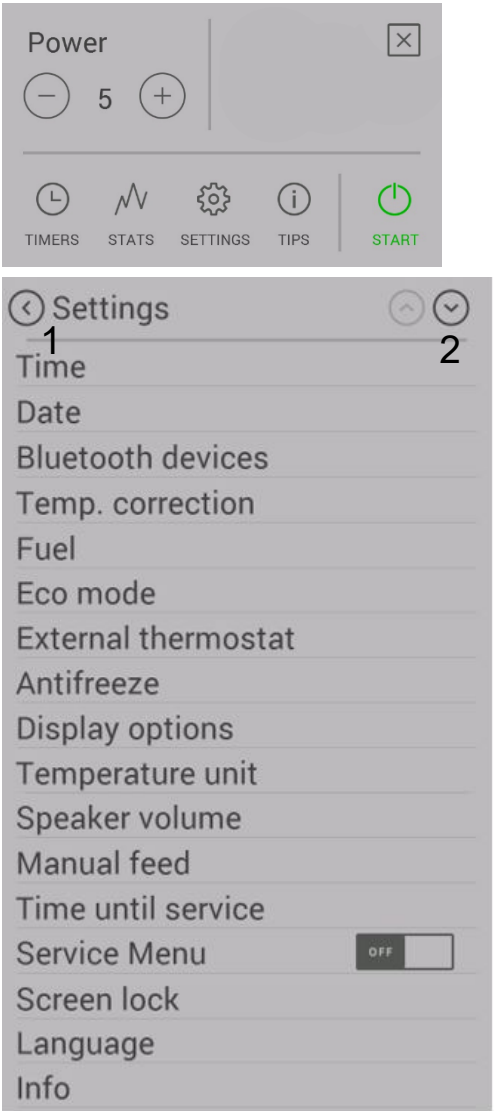 Power
5
TIMERS STATS SETTINGS TIPS START
Settings
1 2
Time
Date
Bluetooth devices
Temp. correction
Fuel
Eco mode
External thermostat
Antifreeze
Display options
Temperature unit
Speaker volume
Manual feed
Time until service
Service Menu OFF
Screen lock
Language
Info